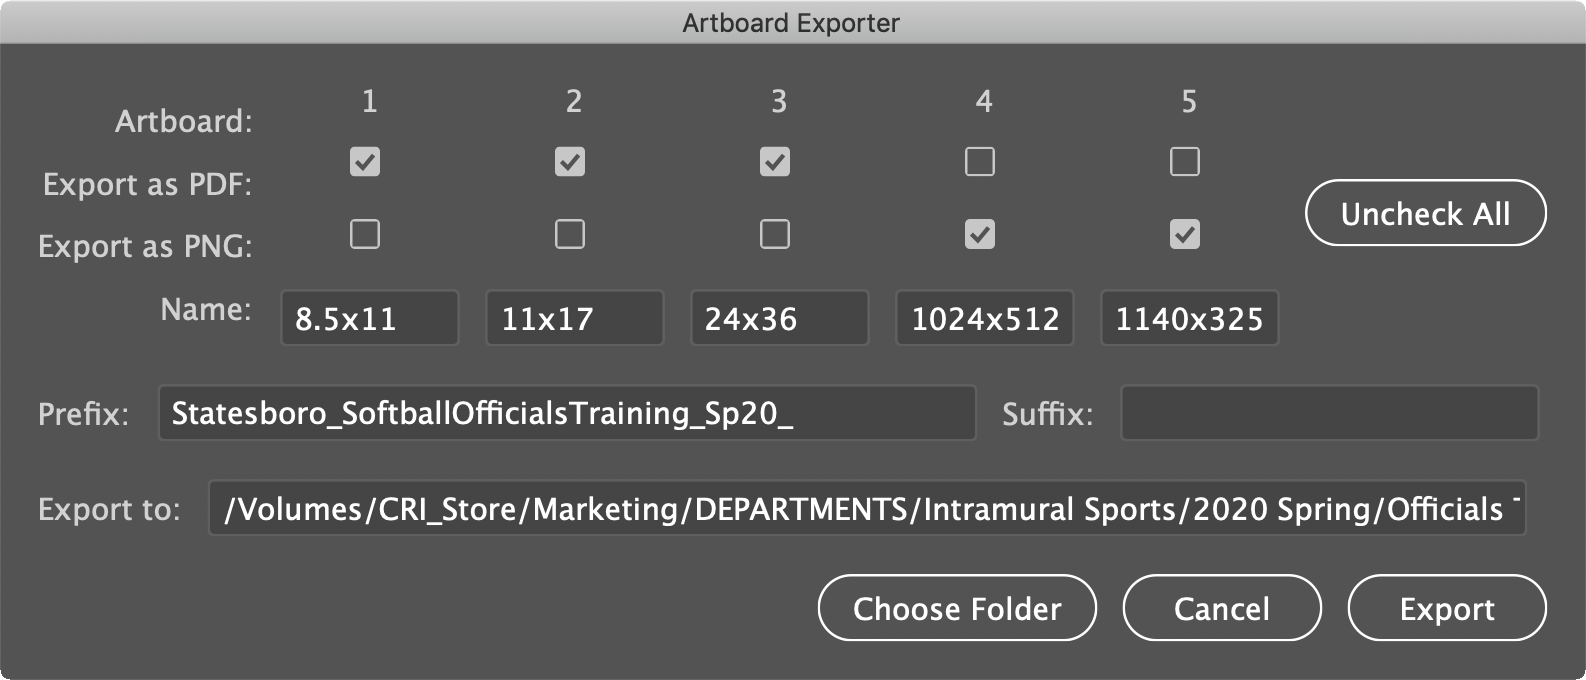 Artboard Exporter
Artboard: 1 2 3 4 5
Export as PDF:
Export as PNG:
Uncheck All
Name: 8.5x11 11x17 24x36 1024x512 1140x325
Prefix: Statesboro_SoftballOfficialsTraining_Sp20_ Suffix:
Export to: /Volumes/CRI_Store/Marketing/DEPARTMENTS/Intramural Sports/2020 Spring/Officials
Choose Folder Cancel Export